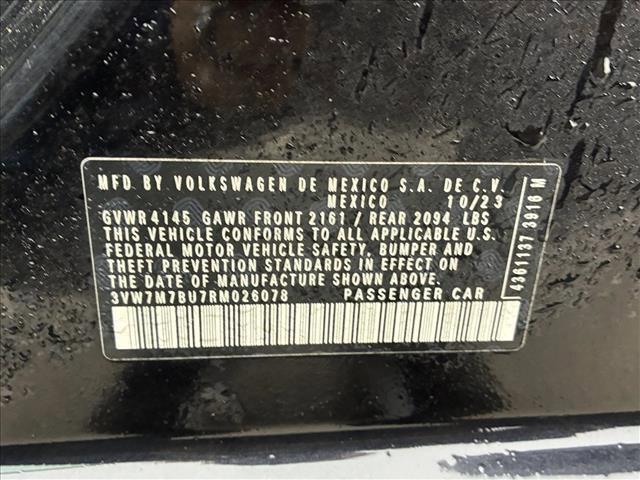 MFD BY VOLKSWAGEN DE MEXICO S.A. DE C.V.
MEXICO 10/23
GVWR 4145 GAWR FRONT 2161 / REAR 2094 LBS
THIS VEHICLE CONFORMS TO ALL APPLICABLE U.S.
FEDERAL MOTOR VEHICLE SAFETY, BUMPER AND
THEFT PREVENTION STANDARDS IN EFFECT ON
THE DATE OF MANUFACTURE SHOWN ABOVE.
3VW7M7BU7RM026078 PASSENGER CAR
4361137 3916 M